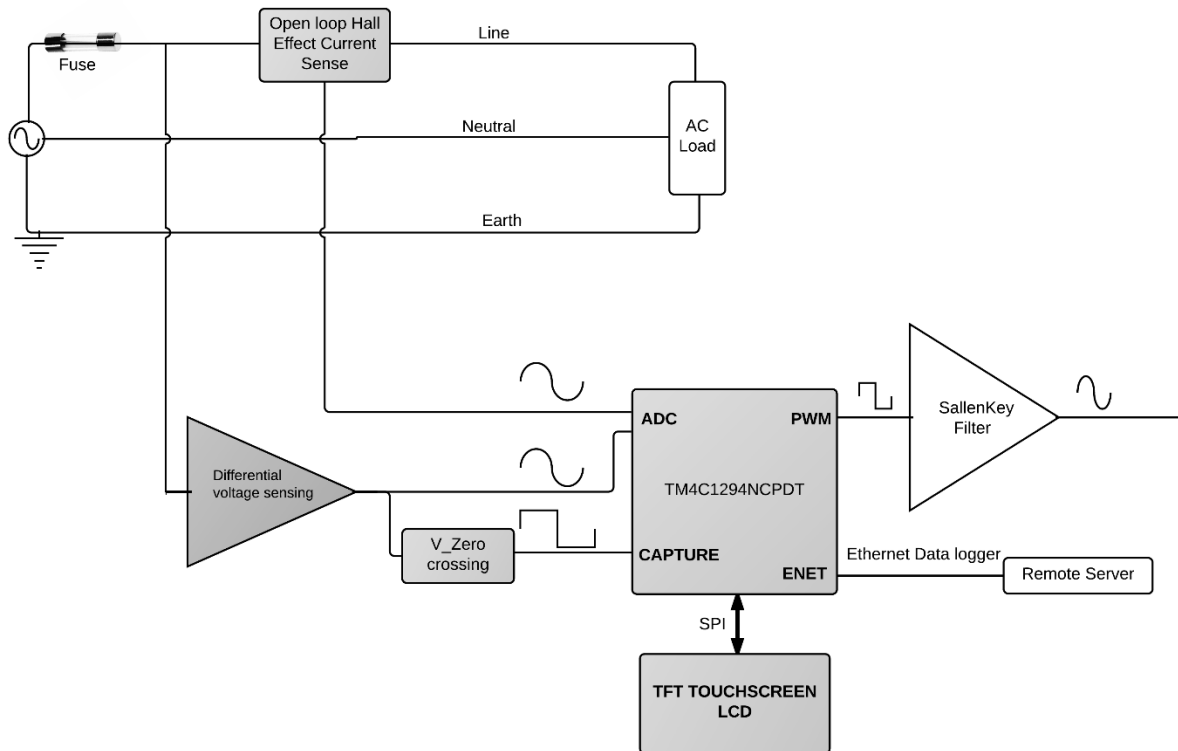 Open loop Hall
Effect Current
Sense
Line
Fuse
Neutral
AC
Load
Earth
ADC
PWM
SallenKey
Filter
Differential
voltage sensing
TM4C1294NCPDT
V_Zero
crossing
CAPTURE
ENET
Ethernet Data logger
Remote Server
SPI
TFT TOUCHSCREEN
LCD